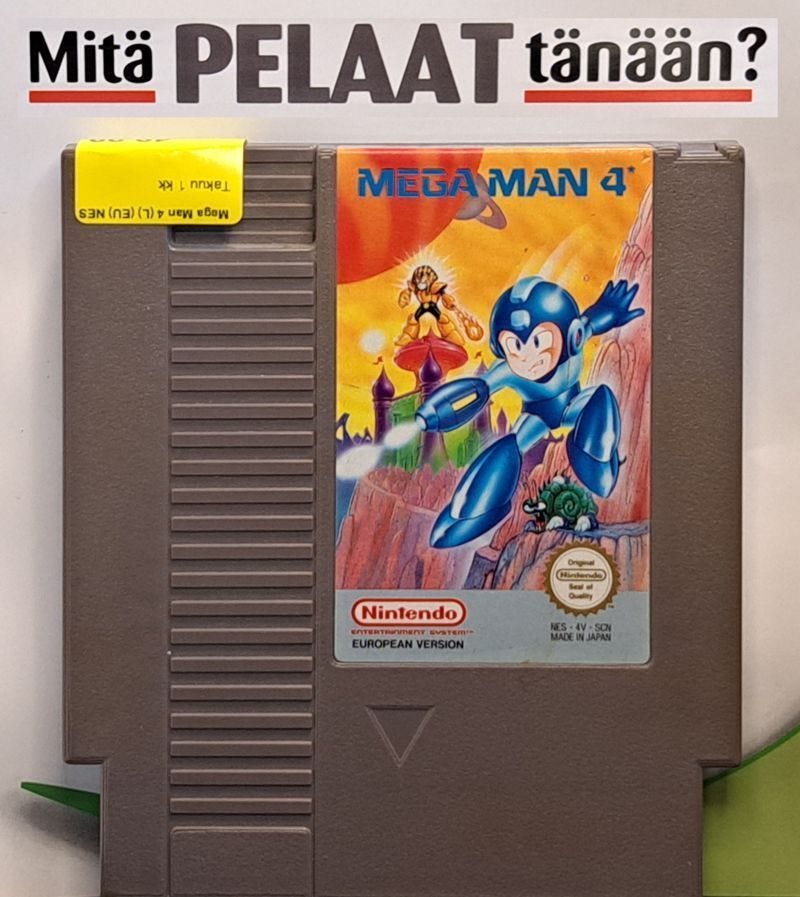 Mitä PELAAT tänään?
Mega Man 4 (L) (EU) NES
Takuu 1 kk
MEGA MAN 4
Original
Nintendo
Seal of
Quality
Nintendo
ENTERTAINMENT SYSTEM™
EUROPEAN VERSION
NES - 4V - SCN
MADE IN JAPAN